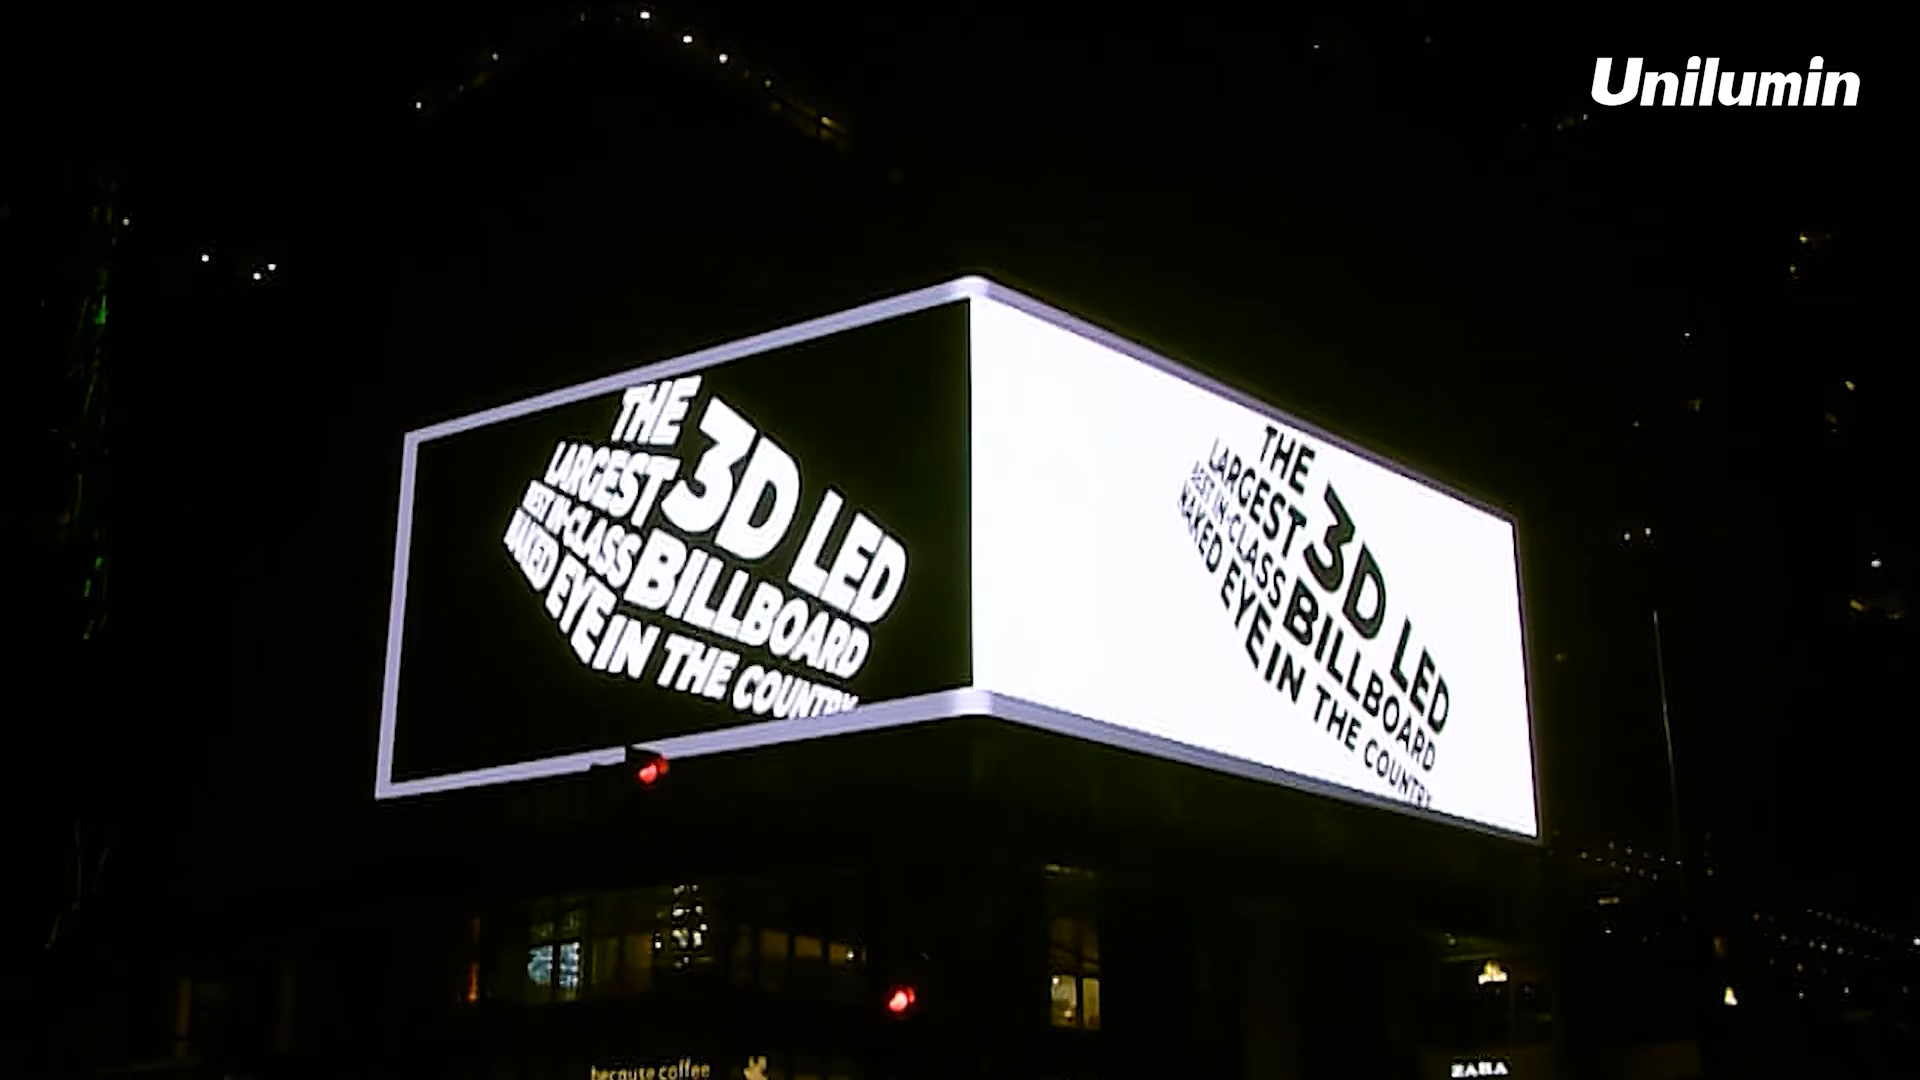 Unilumin
THE
LARGEST 3D LED
BEST IN-CLASS BILLBOARD
NAKED EYE IN THE COUNTRY
THE
LARGEST 3D LED
BEST IN-CLASS BILLBOARD
NAKED EYE IN THE COUNTRY
because coffee
ZARA